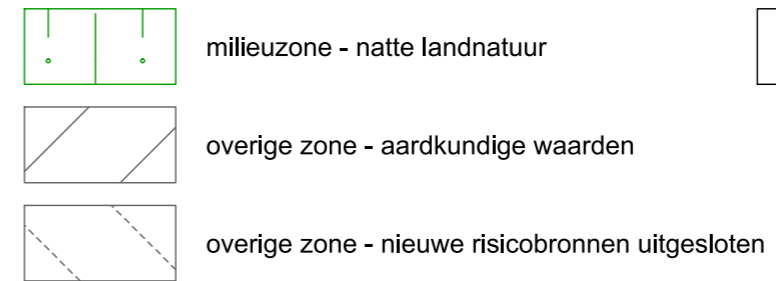 milieuzone - natte landnatuur
overige zone - aardkundige waarden
overige zone - nieuwe risicobronnen uitgesloten